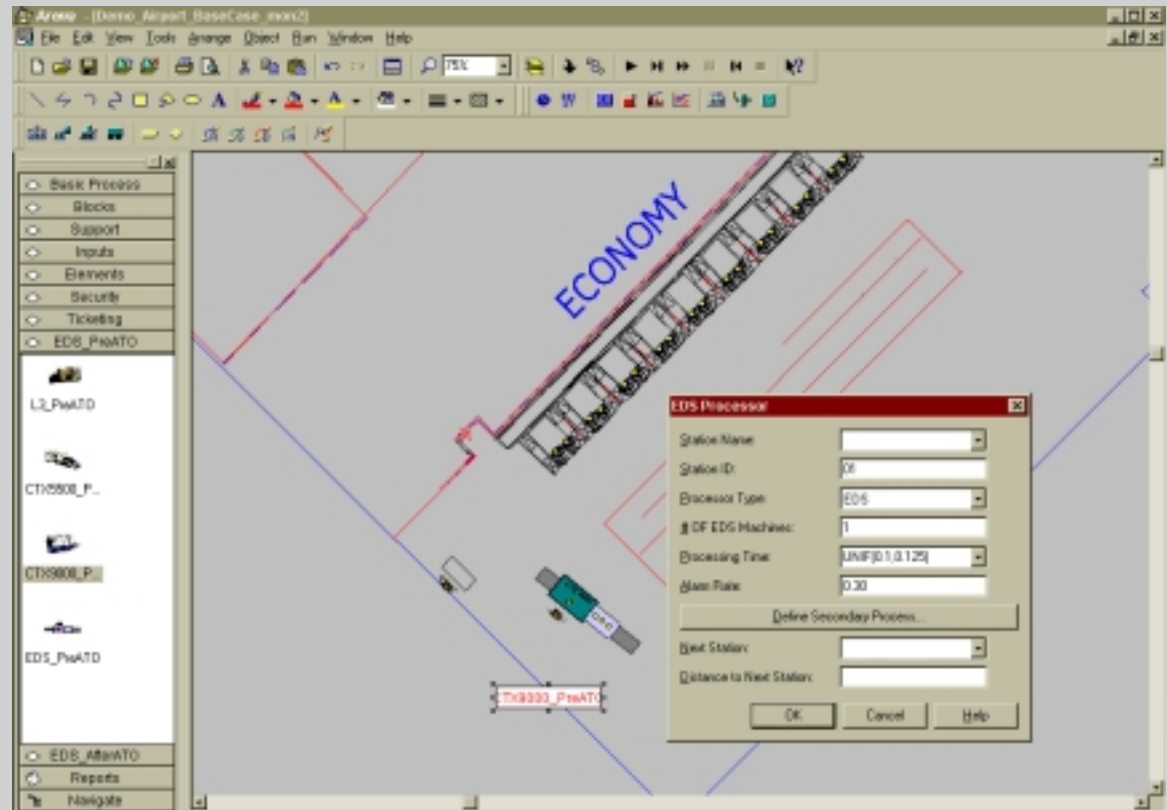 Arena - [Demo_Airport_BaseCase_mon2]
File Edit View Tools Arrange Object Run Window Help
75%
Basic Process
Blocks
Support
Inputs
Elements
Security
Ticketing
EDS_PreATO
L3_PreATO
CTX5500_P...
CTX9000_P...
EDS_PreATO
EDS_AfterATO
Reports
Navigate
ECONOMY
CTX9000_PreATO
EDS Processor
Station Name:
Station ID: 01
Processor Type: EDS
# OF EDS Machines: 1
Processing Time: UNIF(0.1,0.125)
Alarm Rate: 0.30
Define Secondary Process...
Next Station:
Distance to Next Station:
OK Cancel Help